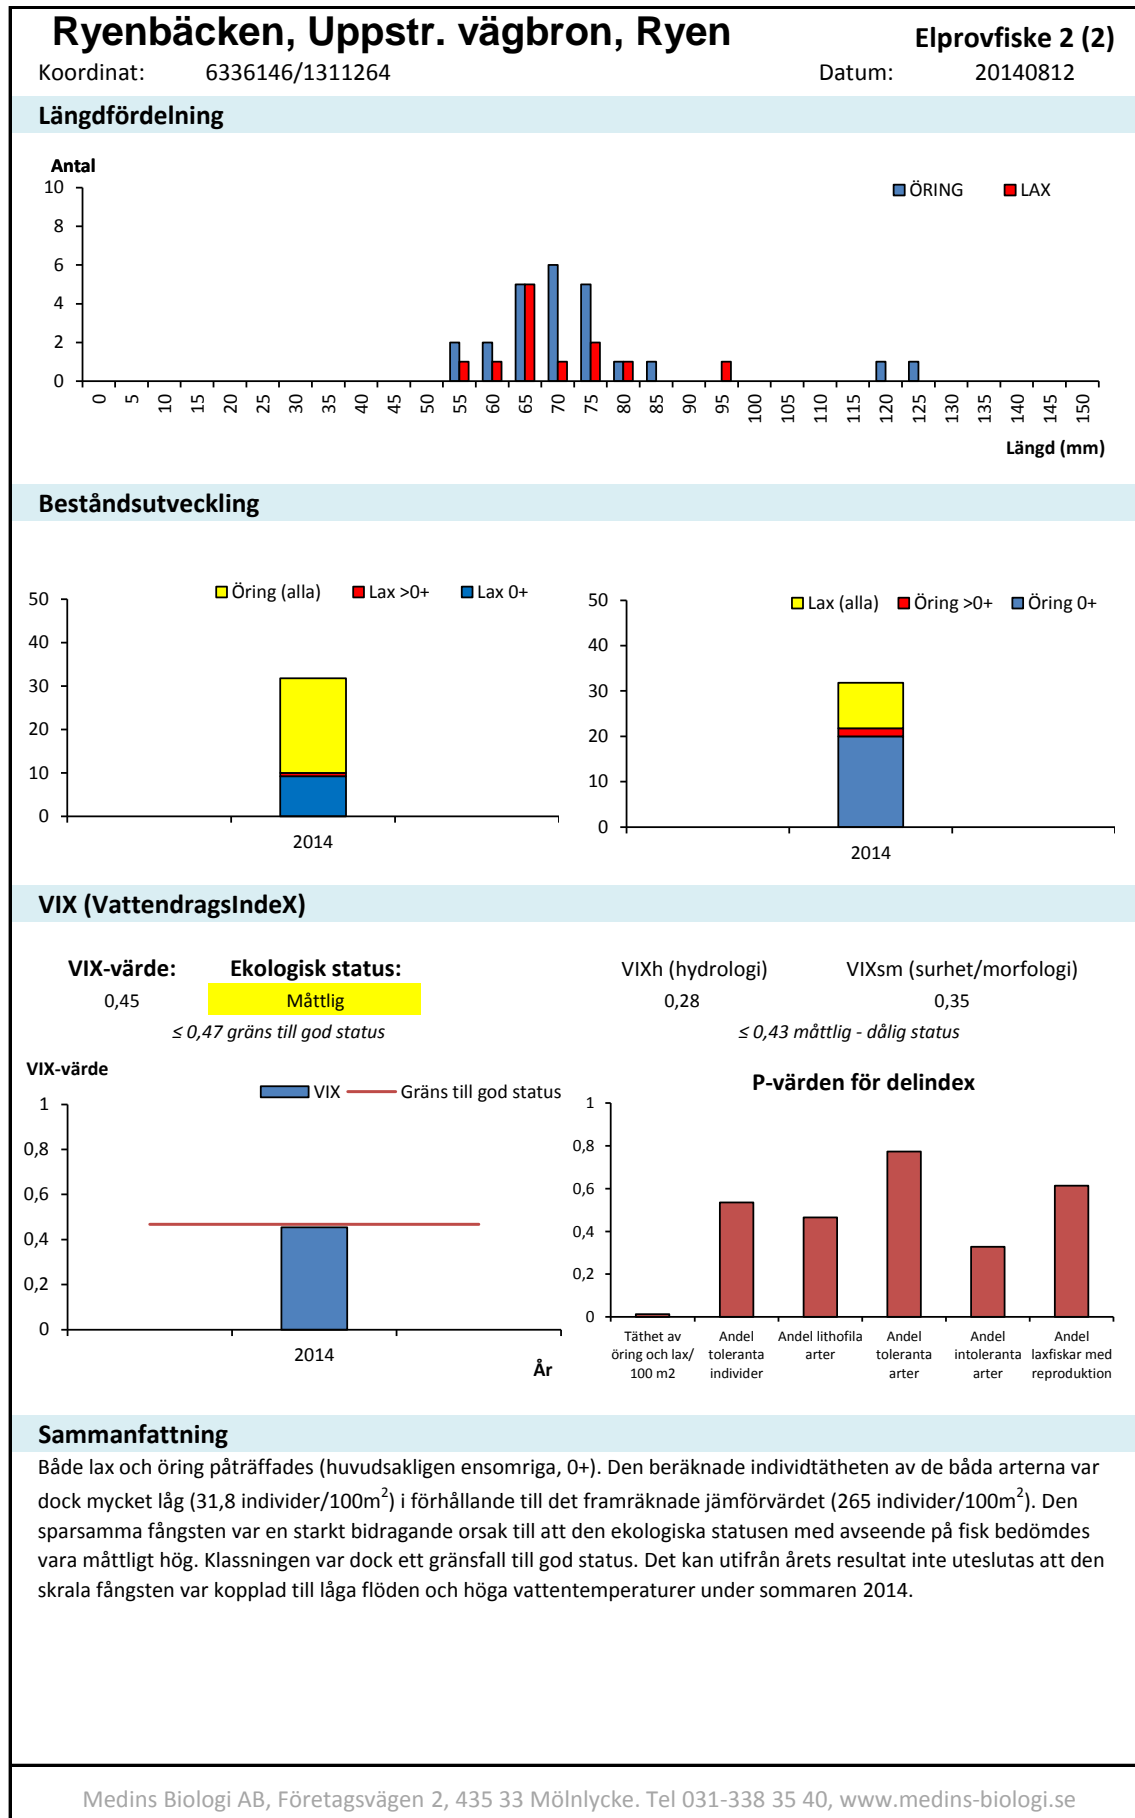 Ryenbäcken, Uppstr. vägbron, Ryen
Elprovfiske 2 (2)
Koordinat: 6336146/1311264 Datum: 20140812
Längdfördelning
Antal
ÖRING LAX
10
8
6
4
2
0
0 5 10 15 20 25 30 35 40 45 50 55 60 65 70 75 80 85 90 95 100 105 110 115 120 125 130 135 140 145 150
Längd (mm)
Beståndsutveckling
Öring (alla) Lax >0+ Lax 0+
50
40
30
20
10
0
2014
Lax (alla) Öring >0+ Öring 0+
50
40
30
20
10
0
2014
VIX (VattendragsIndeX)
VIX-värde: Ekologisk status: VIXh (hydrologi) VIXsm (surhet/morfologi)
0,45 Måttlig 0,28 0,35
≤ 0,47 gräns till god status ≤ 0,43 måttlig - dålig status
VIX-värde
VIX Gräns till god status
1
0,8
0,6
0,4
0,2
0
2014
År
P-värden för delindex
1
0,8
0,6
0,4
0,2
0
Täthet av öring och lax/ 100 m2
Andel toleranta individer
Andel lithofila arter
Andel toleranta arter
Andel intoleranta arter
Andel laxfiskar med reproduktion
Sammanfattning
Både lax och öring påträffades (huvudsakligen ensomriga, 0+). Den beräknade individtätheten av de båda arterna var
dock mycket låg (31,8 individer/100m²) i förhållande till det framräknade jämförvärdet (265 individer/100m²). Den
sparsamma fångsten var en starkt bidragande orsak till att den ekologiska statusen med avseende på fisk bedömdes
vara måttligt hög. Klassningen var dock ett gränsfall till god status. Det kan utifrån årets resultat inte uteslutas att den
skrala fångsten var kopplad till låga flöden och höga vattentemperaturer under sommaren 2014.
Medins Biologi AB, Företagsvägen 2, 435 33 Mölnlycke. Tel 031-338 35 40, www.medins-biologi.se